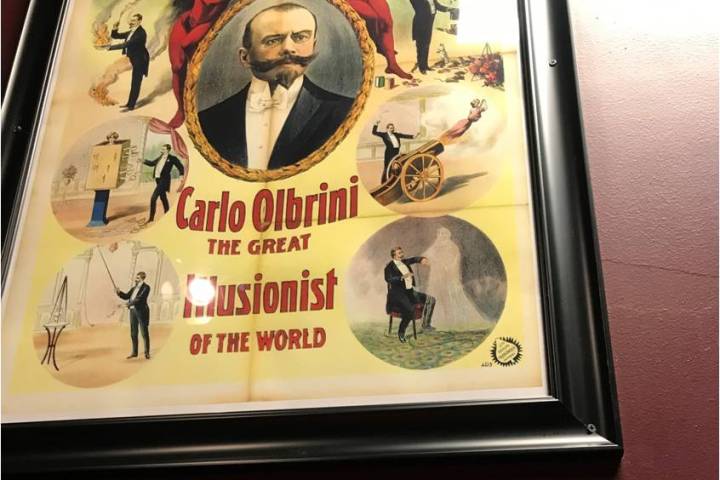 Carlo Olbrini
THE GREAT
Illusionist
OF THE WORLD